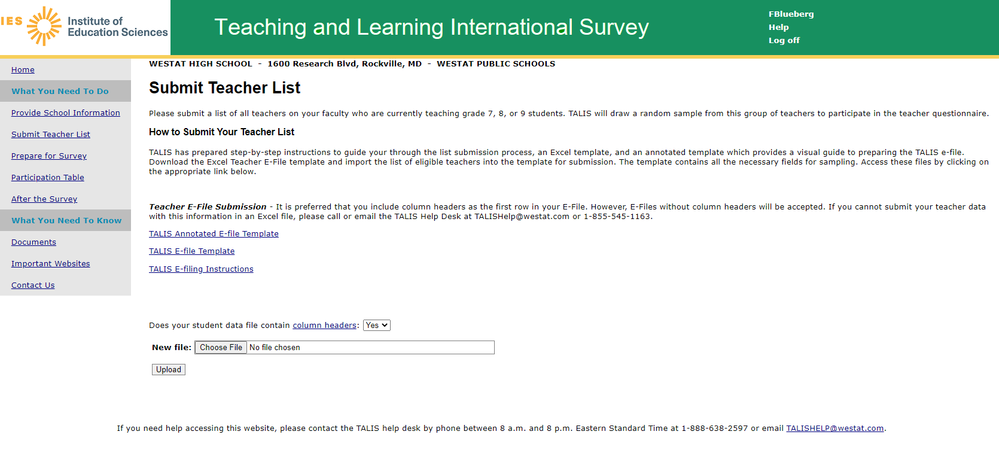 IES Institute of
Education Sciences
Teaching and Learning International Survey
FBlueberg
Help
Log off
Home
What You Need To Do
Provide School Information
Submit Teacher List
Prepare for Survey
Participation Table
After the Survey
What You Need To Know
Documents
Important Websites
Contact Us
WESTAT HIGH SCHOOL - 1600 Research Blvd, Rockville, MD - WESTAT PUBLIC SCHOOLS
Submit Teacher List
Please submit a list of all teachers on your faculty who are currently teaching grade 7, 8, or 9 students. TALIS will draw a random sample from this group of teachers to participate in the teacher questionnaire.
How to Submit Your Teacher List
TALIS has prepared step-by-step instructions to guide your through the list submission process, an Excel template, and an annotated template which provides a visual guide to preparing the TALIS e-file.
Download the Excel Teacher E-File template and import the list of eligible teachers into the template for submission. The template contains all the necessary fields for sampling. Access these files by clicking on
the appropriate link below.
Teacher E-File Submission - It is preferred that you include column headers as the first row in your E-File. However, E-Files without column headers will be accepted. If you cannot submit your teacher data
with this information in an Excel file, please call or email the TALIS Help Desk at TALISHelp@westat.com or 1-855-545-1163.
TALIS Annotated E-file Template
TALIS E-file Template
TALIS E-filing Instructions
Does your student data file contain column headers: Yes
New file: Choose File No file chosen
Upload
If you need help accessing this website, please contact the TALIS help desk by phone between 8 a.m. and 8 p.m. Eastern Standard Time at 1-888-638-2597 or email TALISHELP@westat.com.